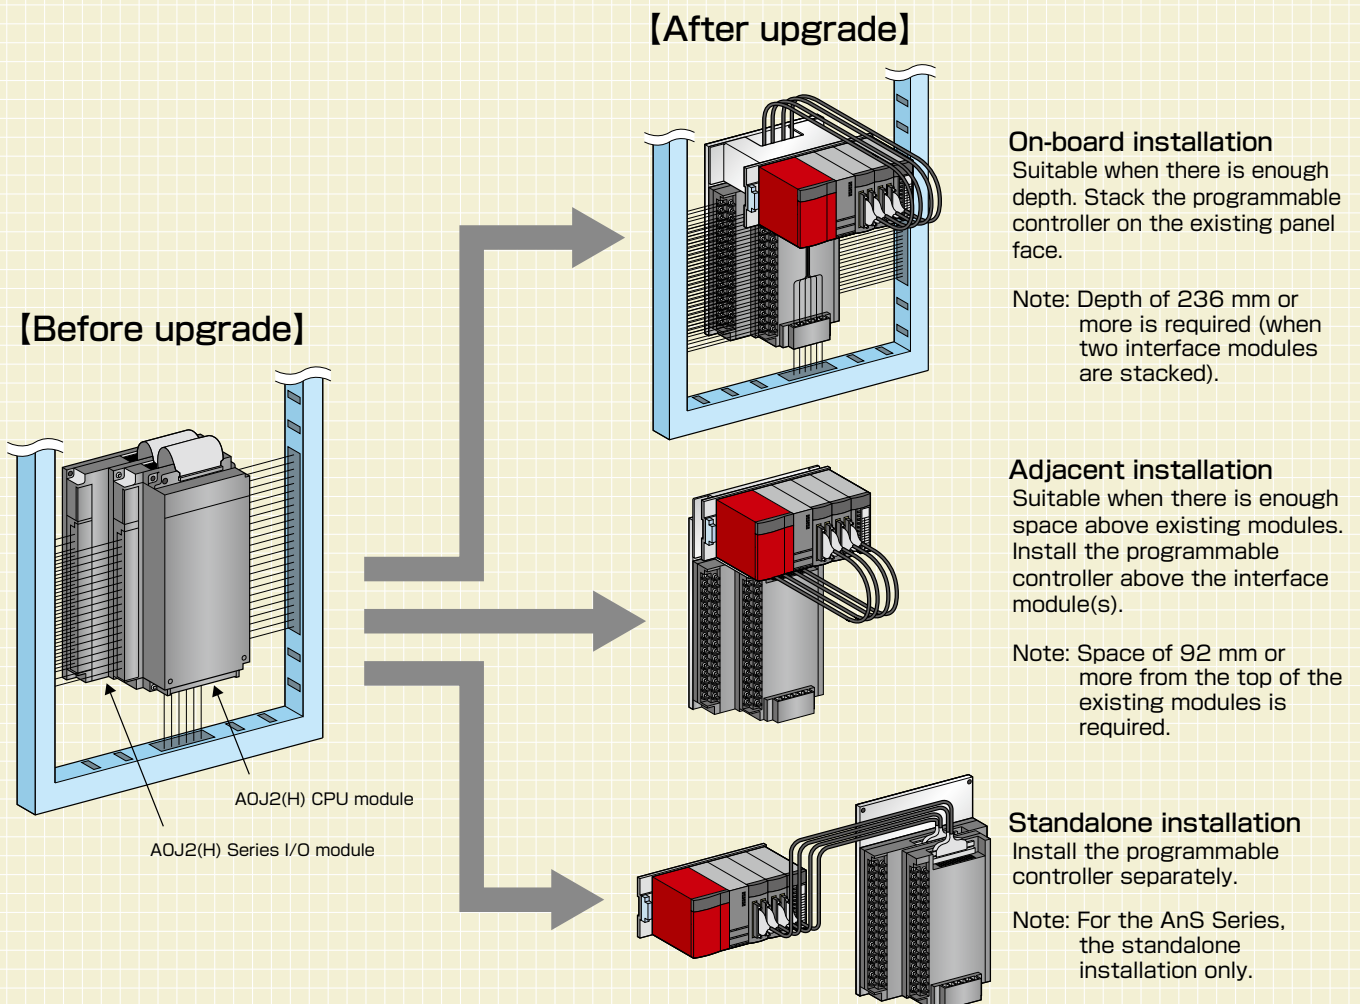 【After upgrade】
On-board installation
Suitable when there is enough
depth. Stack the programmable
controller on the existing panel
face.
Note: Depth of 236 mm or
more is required (when
two interface modules
are stacked).
【Before upgrade】
A0J2(H) CPU module
A0J2(H) Series I/O module
Adjacent installation
Suitable when there is enough
space above existing modules.
Install the programmable
controller above the interface
module(s).
Note: Space of 92 mm or
more from the top of the
existing modules is
required.
Standalone installation
Install the programmable
controller separately.
Note: For the AnS Series,
the standalone
installation only.